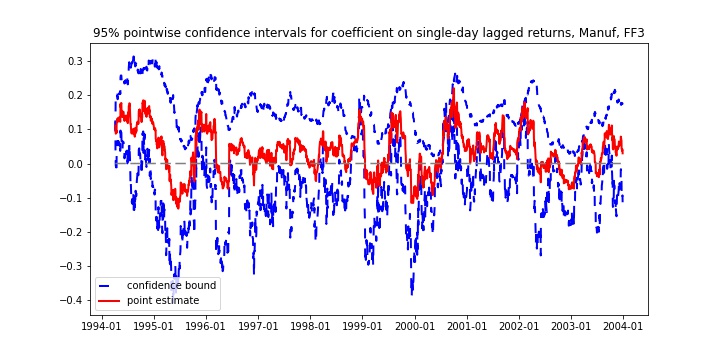 95% pointwise confidence intervals for coefficient on single-day lagged returns, Manuf, FF3
0.3
0.2
0.1
0.0
−0.1
−0.2
−0.3
−0.4
confidence bound
point estimate
1994-01 1995-01 1996-01 1997-01 1998-01 1999-01 2000-01 2001-01 2002-01 2003-01 2004-01